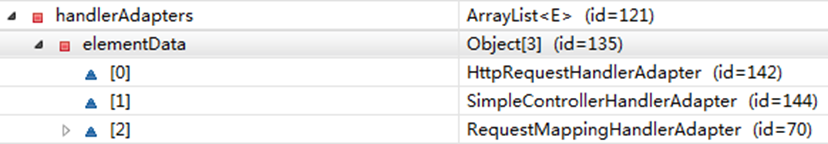 handlerAdapters ArrayList<E> (id=121)
elementData Object[3] (id=135)
[0] HttpRequestHandlerAdapter (id=142)
[1] SimpleControllerHandlerAdapter (id=144)
[2] RequestMappingHandlerAdapter (id=70)